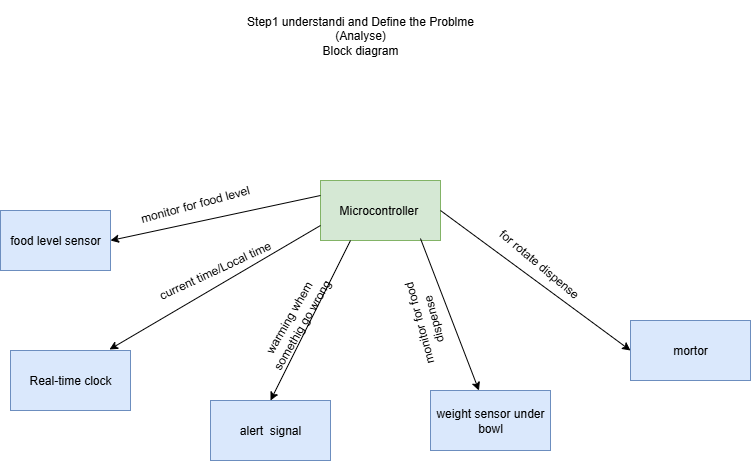 Step1 understandi and Define the Problme
(Analyse)
Block diagram
Microcontroller
monitor for food level
food level sensor
current time/Local time
for rotate dispense
warming whem
somethig go wrong
monitor for food
dispense
mortor
Real-time clock
alert signal
weight sensor under
bowl